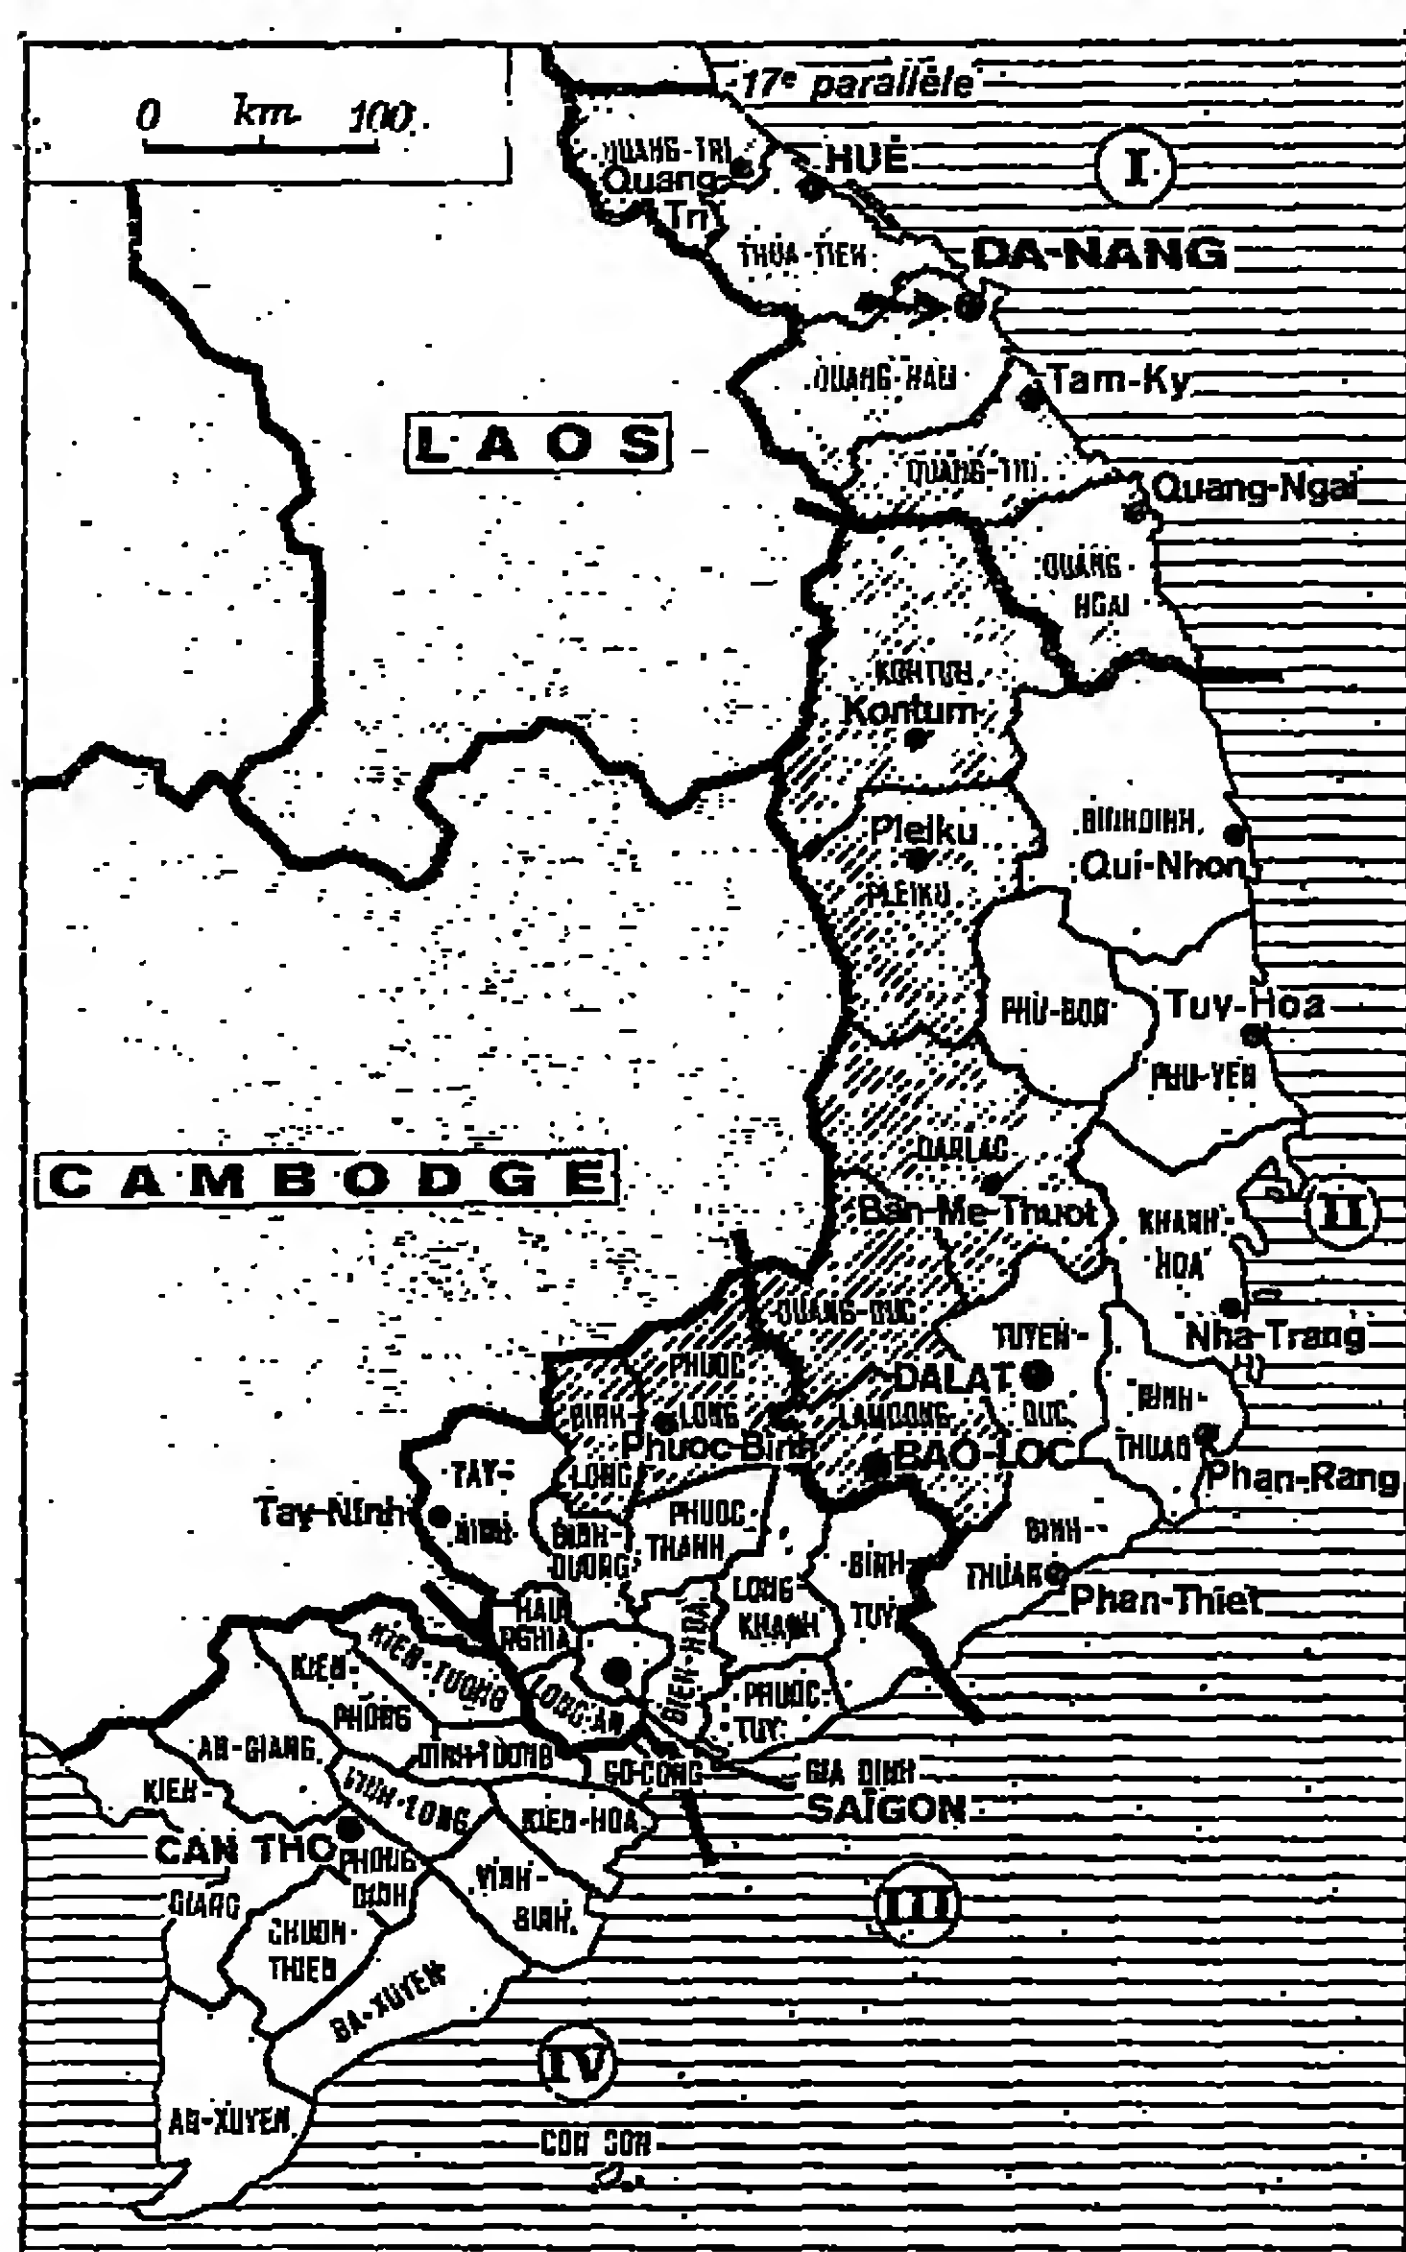 17e parallèle
0 km 100
QUANG-TRI
HUÉ
I
Quang-
Tri
THUA-TIEN
DA-NANG
QUANG-NAM
Tam-Ky
LAOS
QUANG-TIN
Quang-Ngai
QUANG
NGAI
KONTUM
Kontum
BINHDINH
Pleiku
Qui-Nhon
PLEIKU
PHU-BON
Tuy-Hoa
PHU-YEN
DARLAC
CAMBODGE
Ban-Me-Thuot
KHANH-
HOA
II
QUANG-DUC
TUYEN-
DUC
Nha-Trang
PHUOC
LONG
DALAT
NINH-
THUAN
BINH-
LONG
LAMDONG
Phuoc-Binh
BAO-LOC
Phan-Rang
TAY-
NINH
Tay-Ninh
PHUOC
THANH
BINH-
DUONG
BINH-
THUAN
BINH-
TUY
LONG-
KHANH
Phan-Thiet
HAU
NGHIA
KIEN-TUONG
KIEN-
PHONG
LONG-AN
BIEN-HOA
PHUOC-
TUY
AN-GIANG
DINH-TUONG
GO-CONG
GIA DINH
SAÏGON
KIEN-
GIANG
VINH-LONG
KIEN-HOA
CAN THO
PHONG
DINH
VINH-
BINH
III
CHUON-
THIEN
BA-XUYEN
IV
AN-XUYEN
CON SON